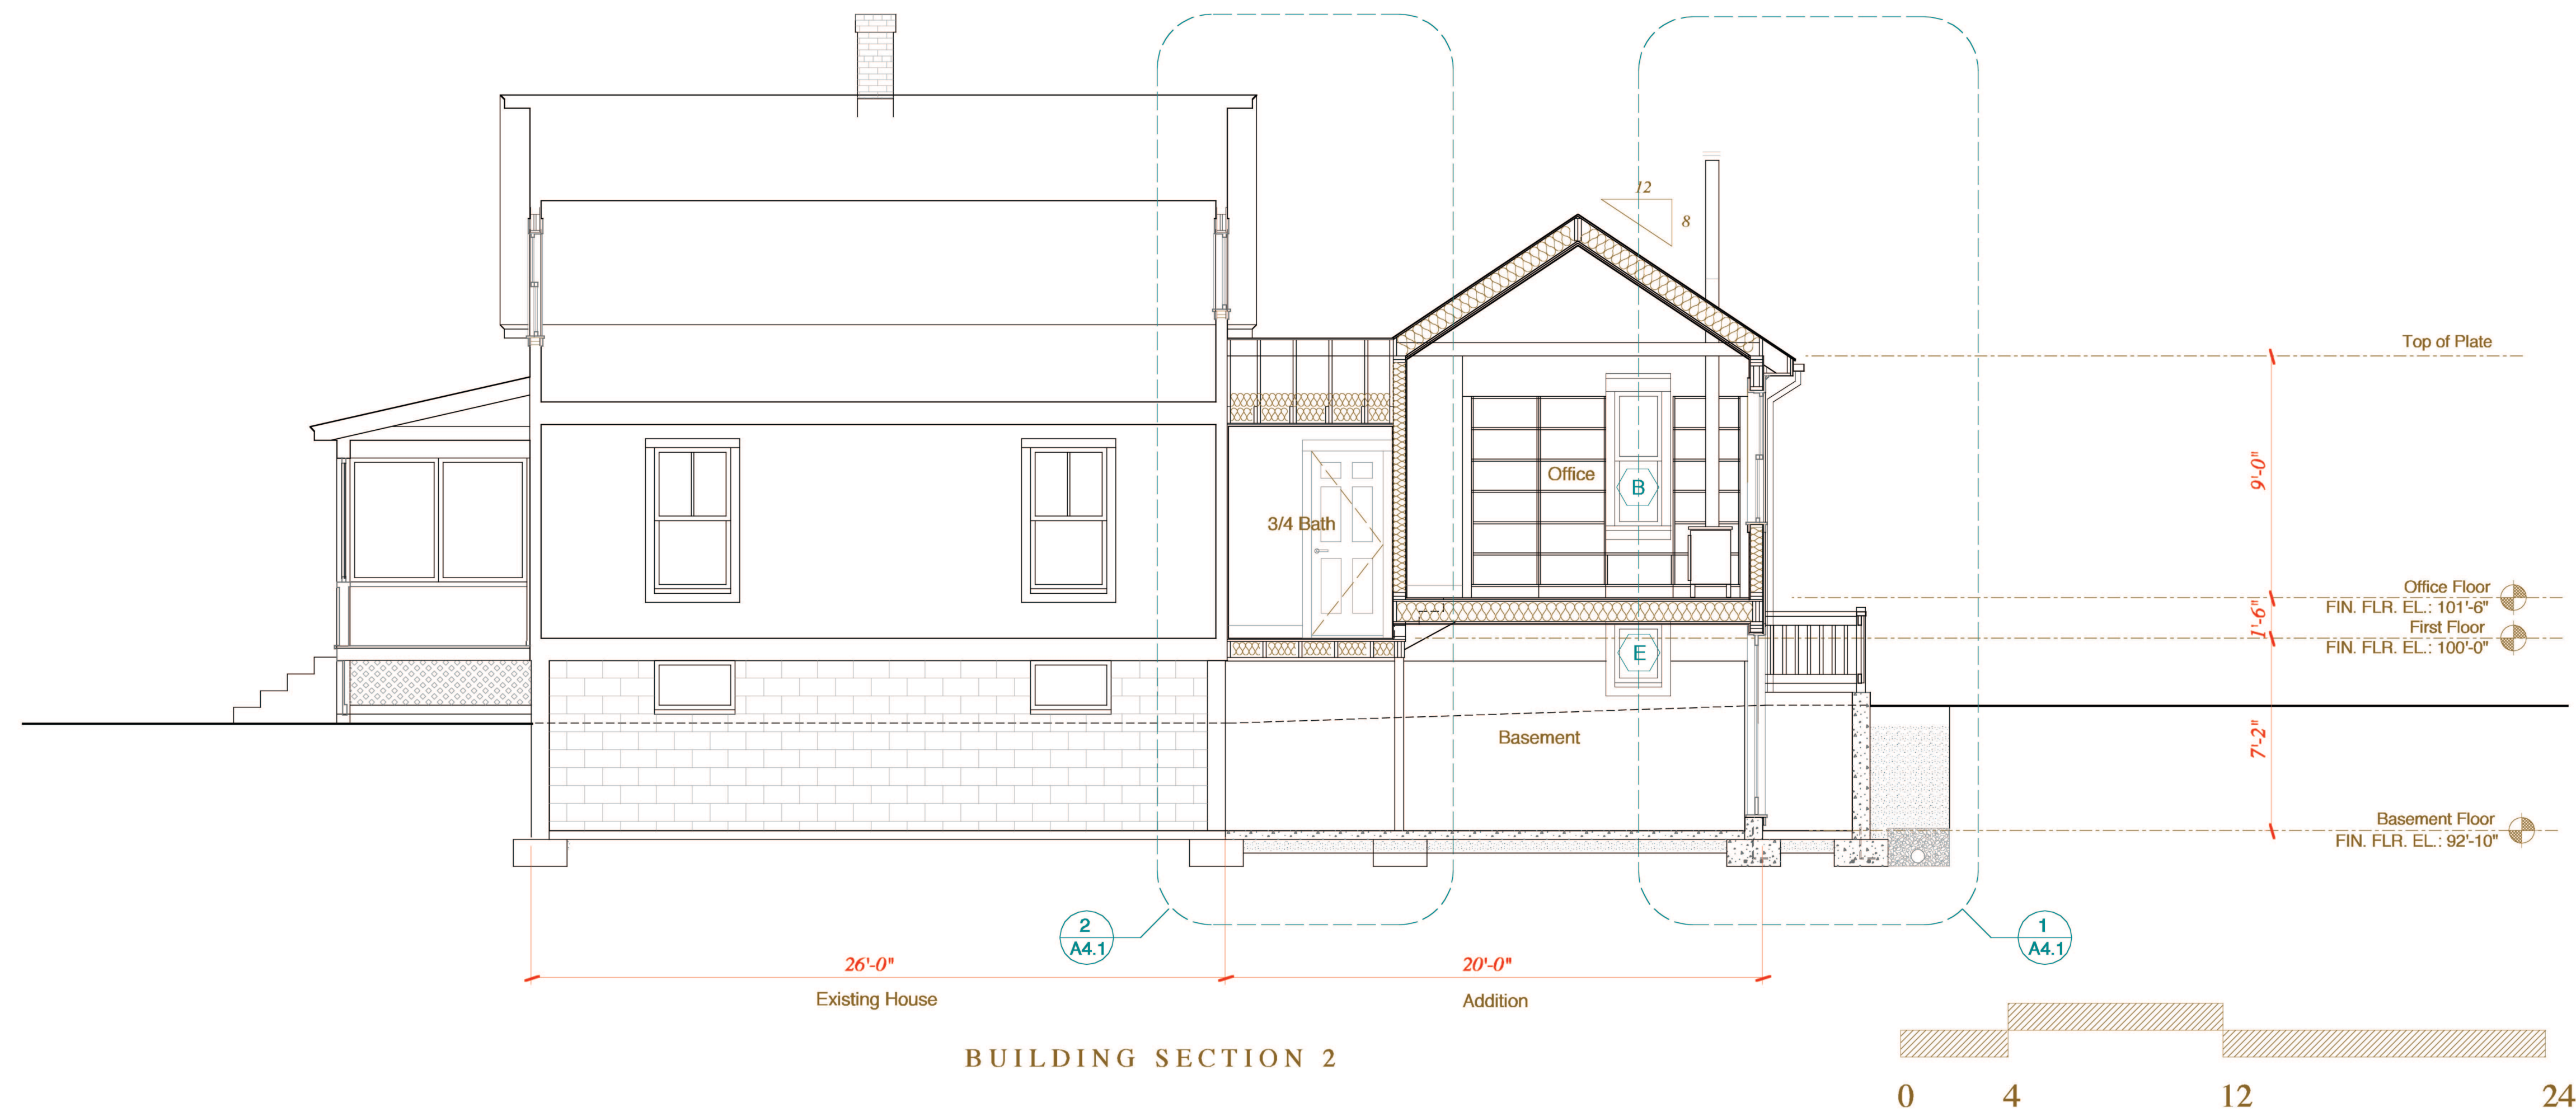 12
8
Top of Plate
9'-0"
Office
B
3/4 Bath
Office Floor
FIN. FLR. EL.: 101'-6"
1'-6"
First Floor
FIN. FLR. EL.: 100'-0"
E
Basement
7'-2"
Basement Floor
FIN. FLR. EL.: 92'-10"
2
A4.1
1
A4.1
26'-0"
20'-0"
Existing House
Addition
BUILDING SECTION 2
0 4 12 24